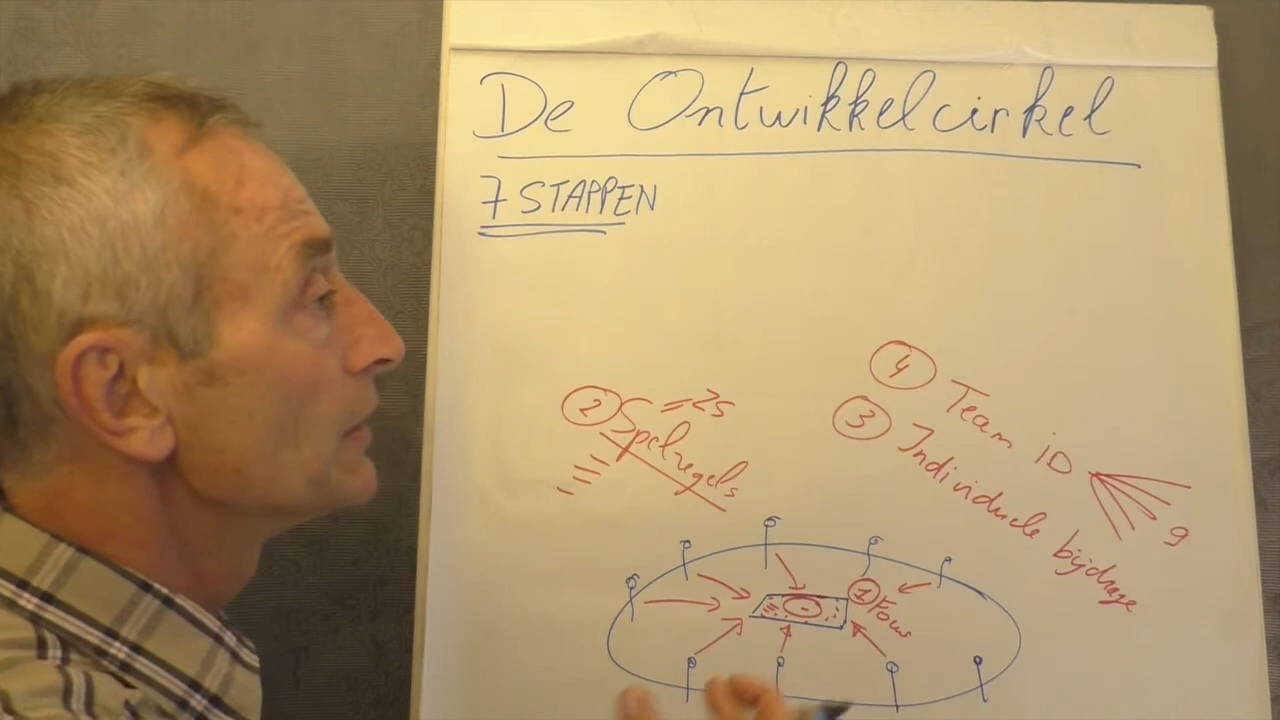 De Ontwikkelcirkel
7 STAPPEN
4 Team iD
3 Individuele bijdrage
9
2 = 25
Spelregels
1 Focus